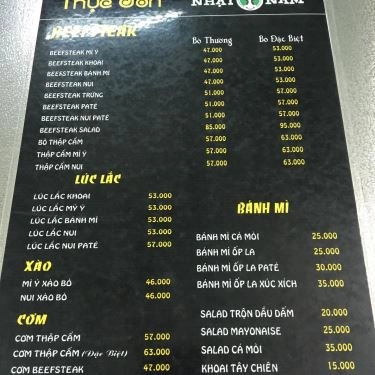 Thực đơn
NHẬT NAM
BEEFSTEAK
Bò Thường Bò Đặc Biệt
BEEFSTEAK MÌ Ý 47.000 53.000
BEEFSTEAK KHOAI 47.000 53.000
BEEFSTEAK BÁNH MÌ 47.000 53.000
BEEFSTEAK NUI 47.000 53.000
BEEFSTEAK TRỨNG 51.000 57.000
BEEFSTEAK PATÉ 51.000 57.000
BEEFSTEAK NUI PATÉ 51.000 57.000
BEEFSTEAK SALAD 85.000 95.000
BÒ THẬP CẨM 57.000 63.000
THẬP CẨM MÌ Ý 57.000 63.000
THẬP CẨM NUI 57.000 63.000
LÚC LẮC
LÚC LẮC KHOAI 53.000
LÚC LẮC MỲ Ý 53.000
LÚC LẮC BÁNH MÌ 53.000
LÚC LẮC NUI 53.000
LÚC LẮC NUI PATÉ 57.000
XÀO
MÌ Ý XÀO BÒ 46.000
NUI XÀO BÒ 46.000
CƠM
CƠM THẬP CẨM 57.000
CƠM THẬP CẨM (Đặc Biệt) 63.000
CƠM BEEFSTEAK 47.000
BÁNH MÌ
BÁNH MÌ CÁ MÒI 25.000
BÁNH MÌ ỐP LA 25.000
BÁNH MÌ ỐP LA PATÉ 30.000
BÁNH MÌ ỐP LA XÚC XÍCH 35.000
SALAD TRỘN DẦU DẤM 20.000
SALAD MAYONAISE 25.000
SALAD CÁ MÒI 35.000
KHOAI TÂY CHIÊN 15.000